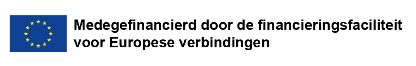 Medegefinancierd door de financieringsfaciliteit
voor Europese verbindingen